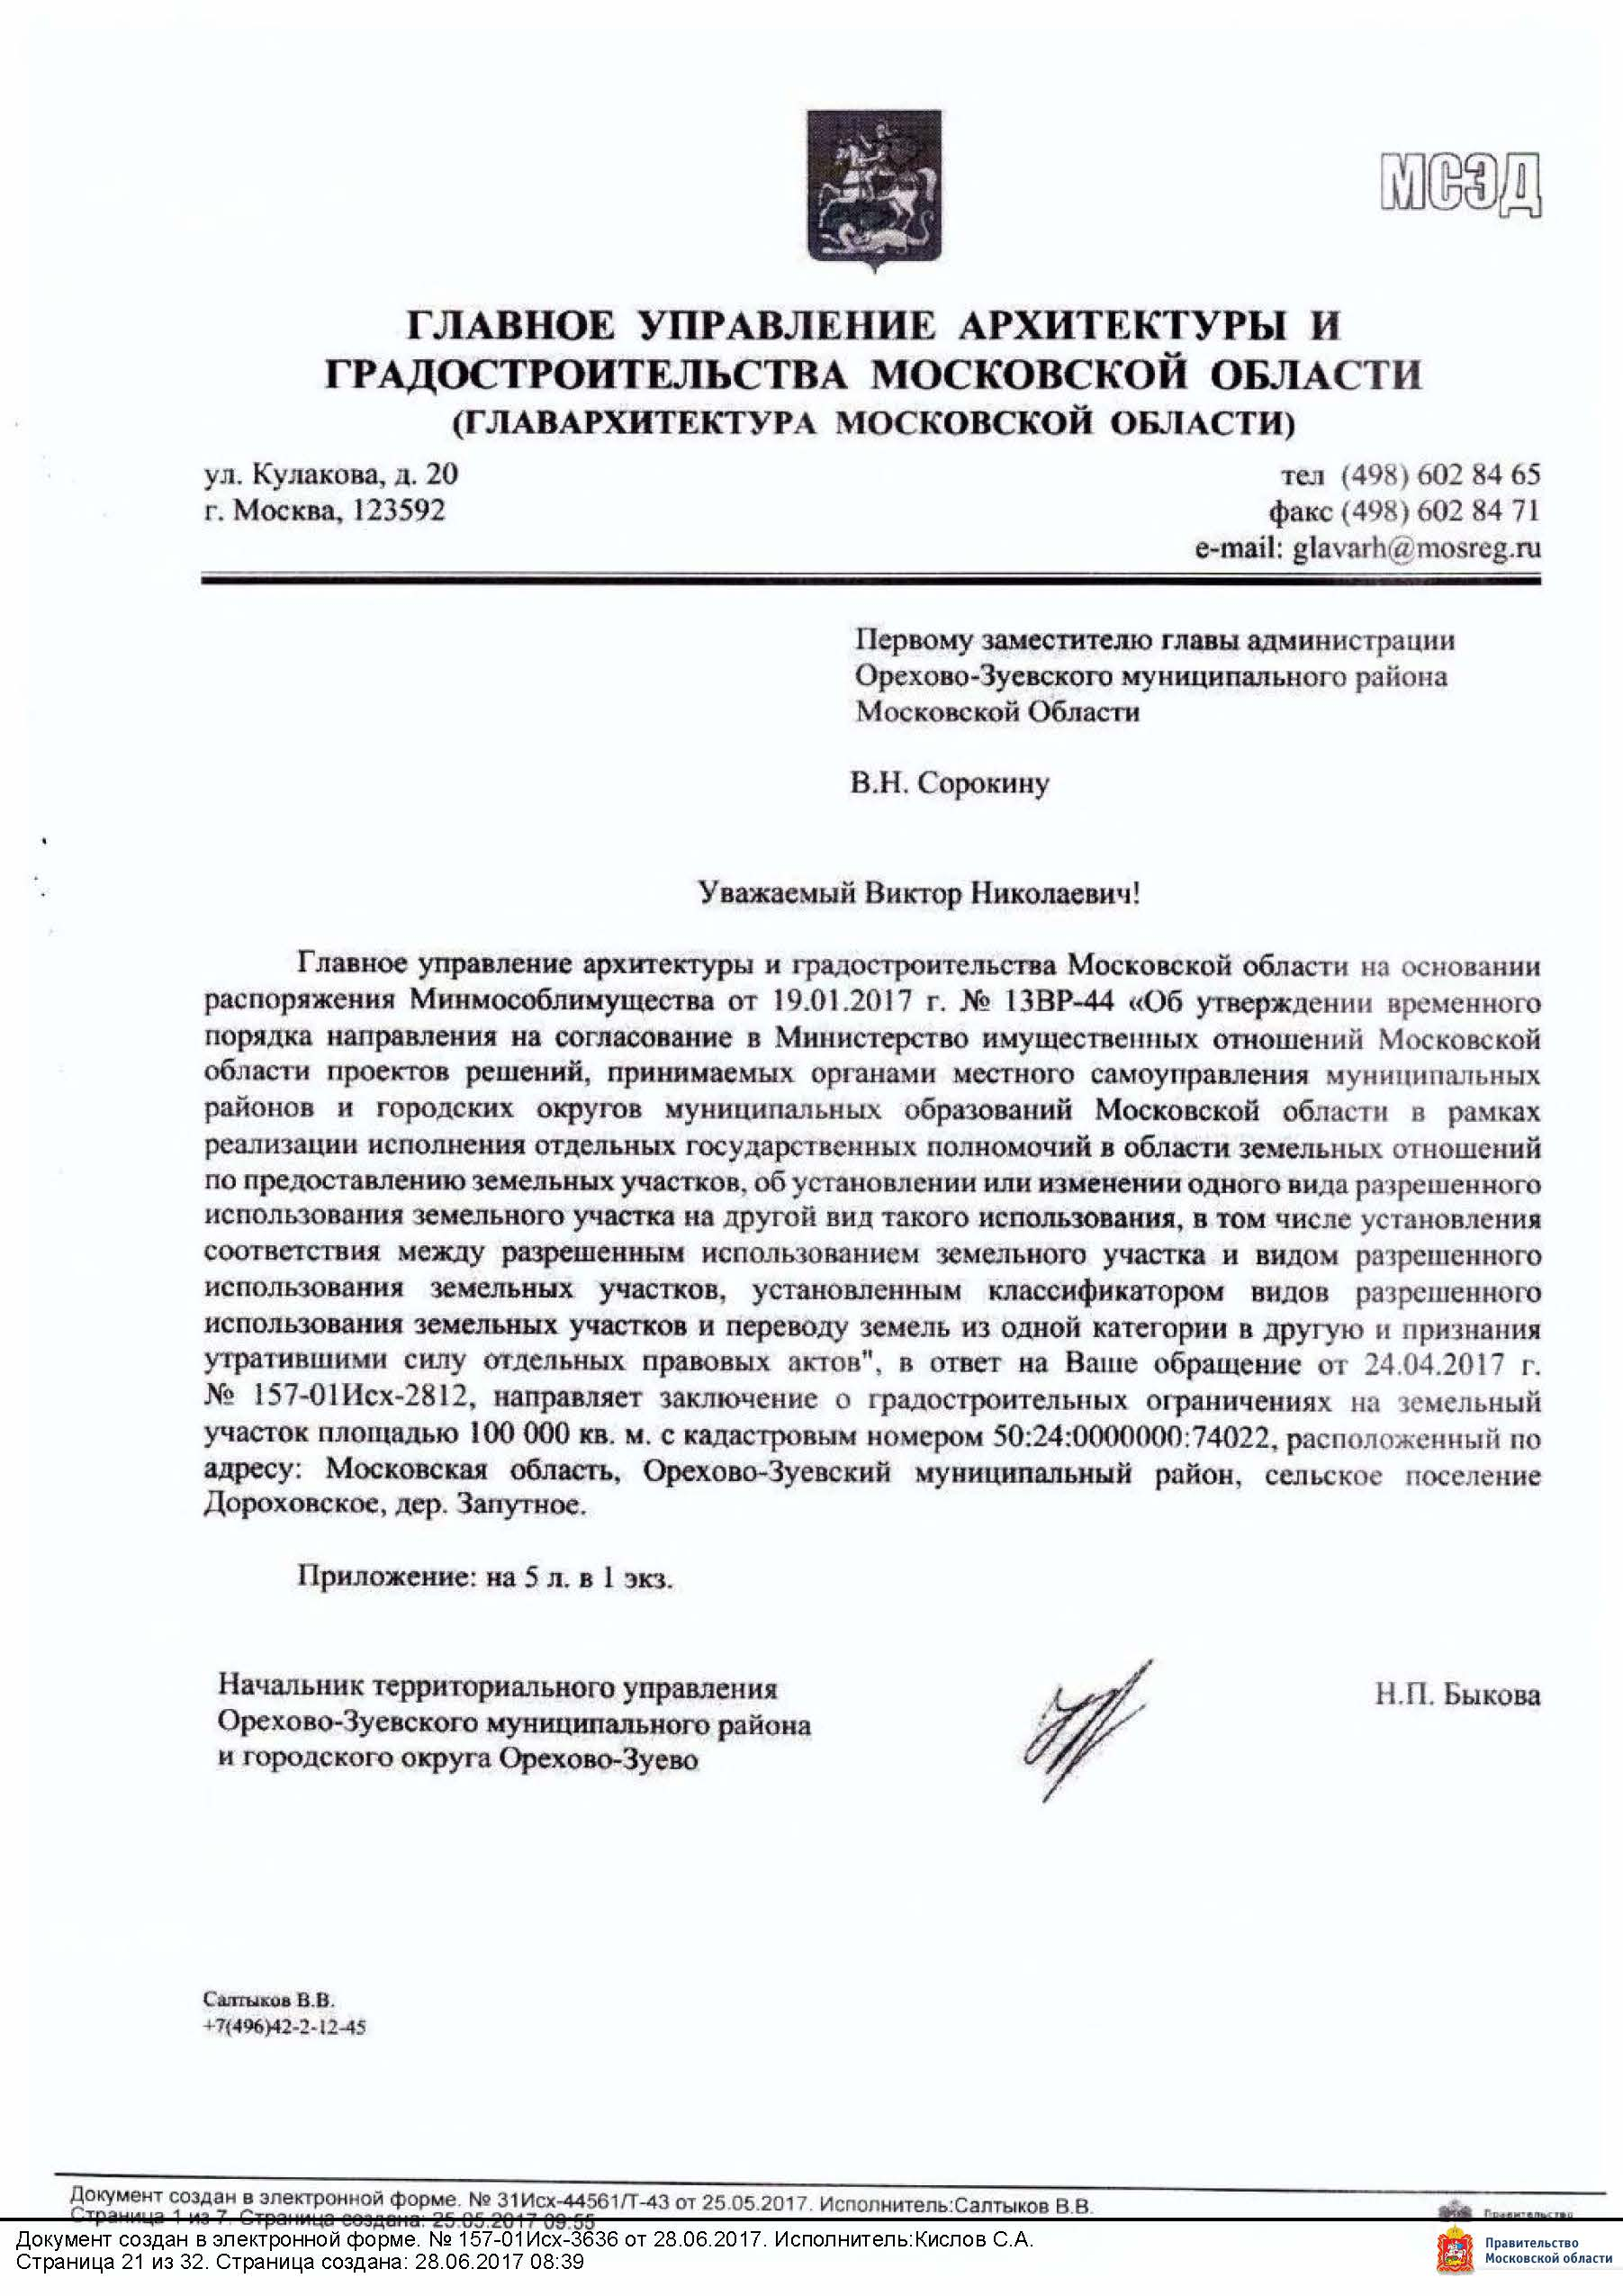 МСЭД
ГЛАВНОЕ УПРАВЛЕНИЕ АРХИТЕКТУРЫ И
ГРАДОСТРОИТЕЛЬСТВА МОСКОВСКОЙ ОБЛАСТИ
(ГЛАВАРХИТЕКТУРА МОСКОВСКОЙ ОБЛАСТИ)
ул. Кулакова, д. 20
г. Москва, 123592
тел (498) 602 84 65
факс (498) 602 84 71
e-mail: glavarh@mosreg.ru
Первому заместителю главы администрации
Орехово-Зуевского муниципального района
Московской Области
В.Н. Сорокину
Уважаемый Виктор Николаевич!
Главное управление архитектуры и градостроительства Московской области на основании
распоряжения Минмособлимущества от 19.01.2017 г. № 13ВР-44 «Об утверждении временного
порядка направления на согласование в Министерство имущественных отношений Московской
области проектов решений, принимаемых органами местного самоуправления муниципальных
районов и городских округов муниципальных образований Московской области в рамках
реализации исполнения отдельных государственных полномочий в области земельных отношений
по предоставлению земельных участков, об установлении или изменении одного вида разрешенного
использования земельного участка на другой вид такого использования, в том числе установления
соответствия между разрешенным использованием земельного участка и видом разрешенного
использования земельных участков, установленным классификатором видов разрешенного
использования земельных участков и переводу земель из одной категории в другую и признания
утратившими силу отдельных правовых актов", в ответ на Ваше обращение от 24.04.2017 г.
№ 157-01Исх-2812, направляет заключение о градостроительных ограничениях на земельный
участок площадью 100 000 кв. м. с кадастровым номером 50:24:0000000:74022, расположенный по
адресу: Московская область, Орехово-Зуевский муниципальный район, сельское поселение
Дороховское, дер. Запутное.
Приложение: на 5 л. в 1 экз.
Начальник территориального управления
Орехово-Зуевского муниципального района
и городского округа Орехово-Зуево
Н.П. Быкова
Салтыков В.В.
+7(496)42-2-12-45
Документ создан в электронной форме. № 31Исх-44561/Т-43 от 25.05.2017. Исполнитель:Салтыков В.В.
Страница 1 из 7. Страница создана: 25.05.2017 09:55
Правительство
Документ создан в электронной форме. № 157-01Исх-3636 от 28.06.2017. Исполнитель:Кислов С.А.
Страница 21 из 32. Страница создана: 28.06.2017 08:39
Правительство
Московской области